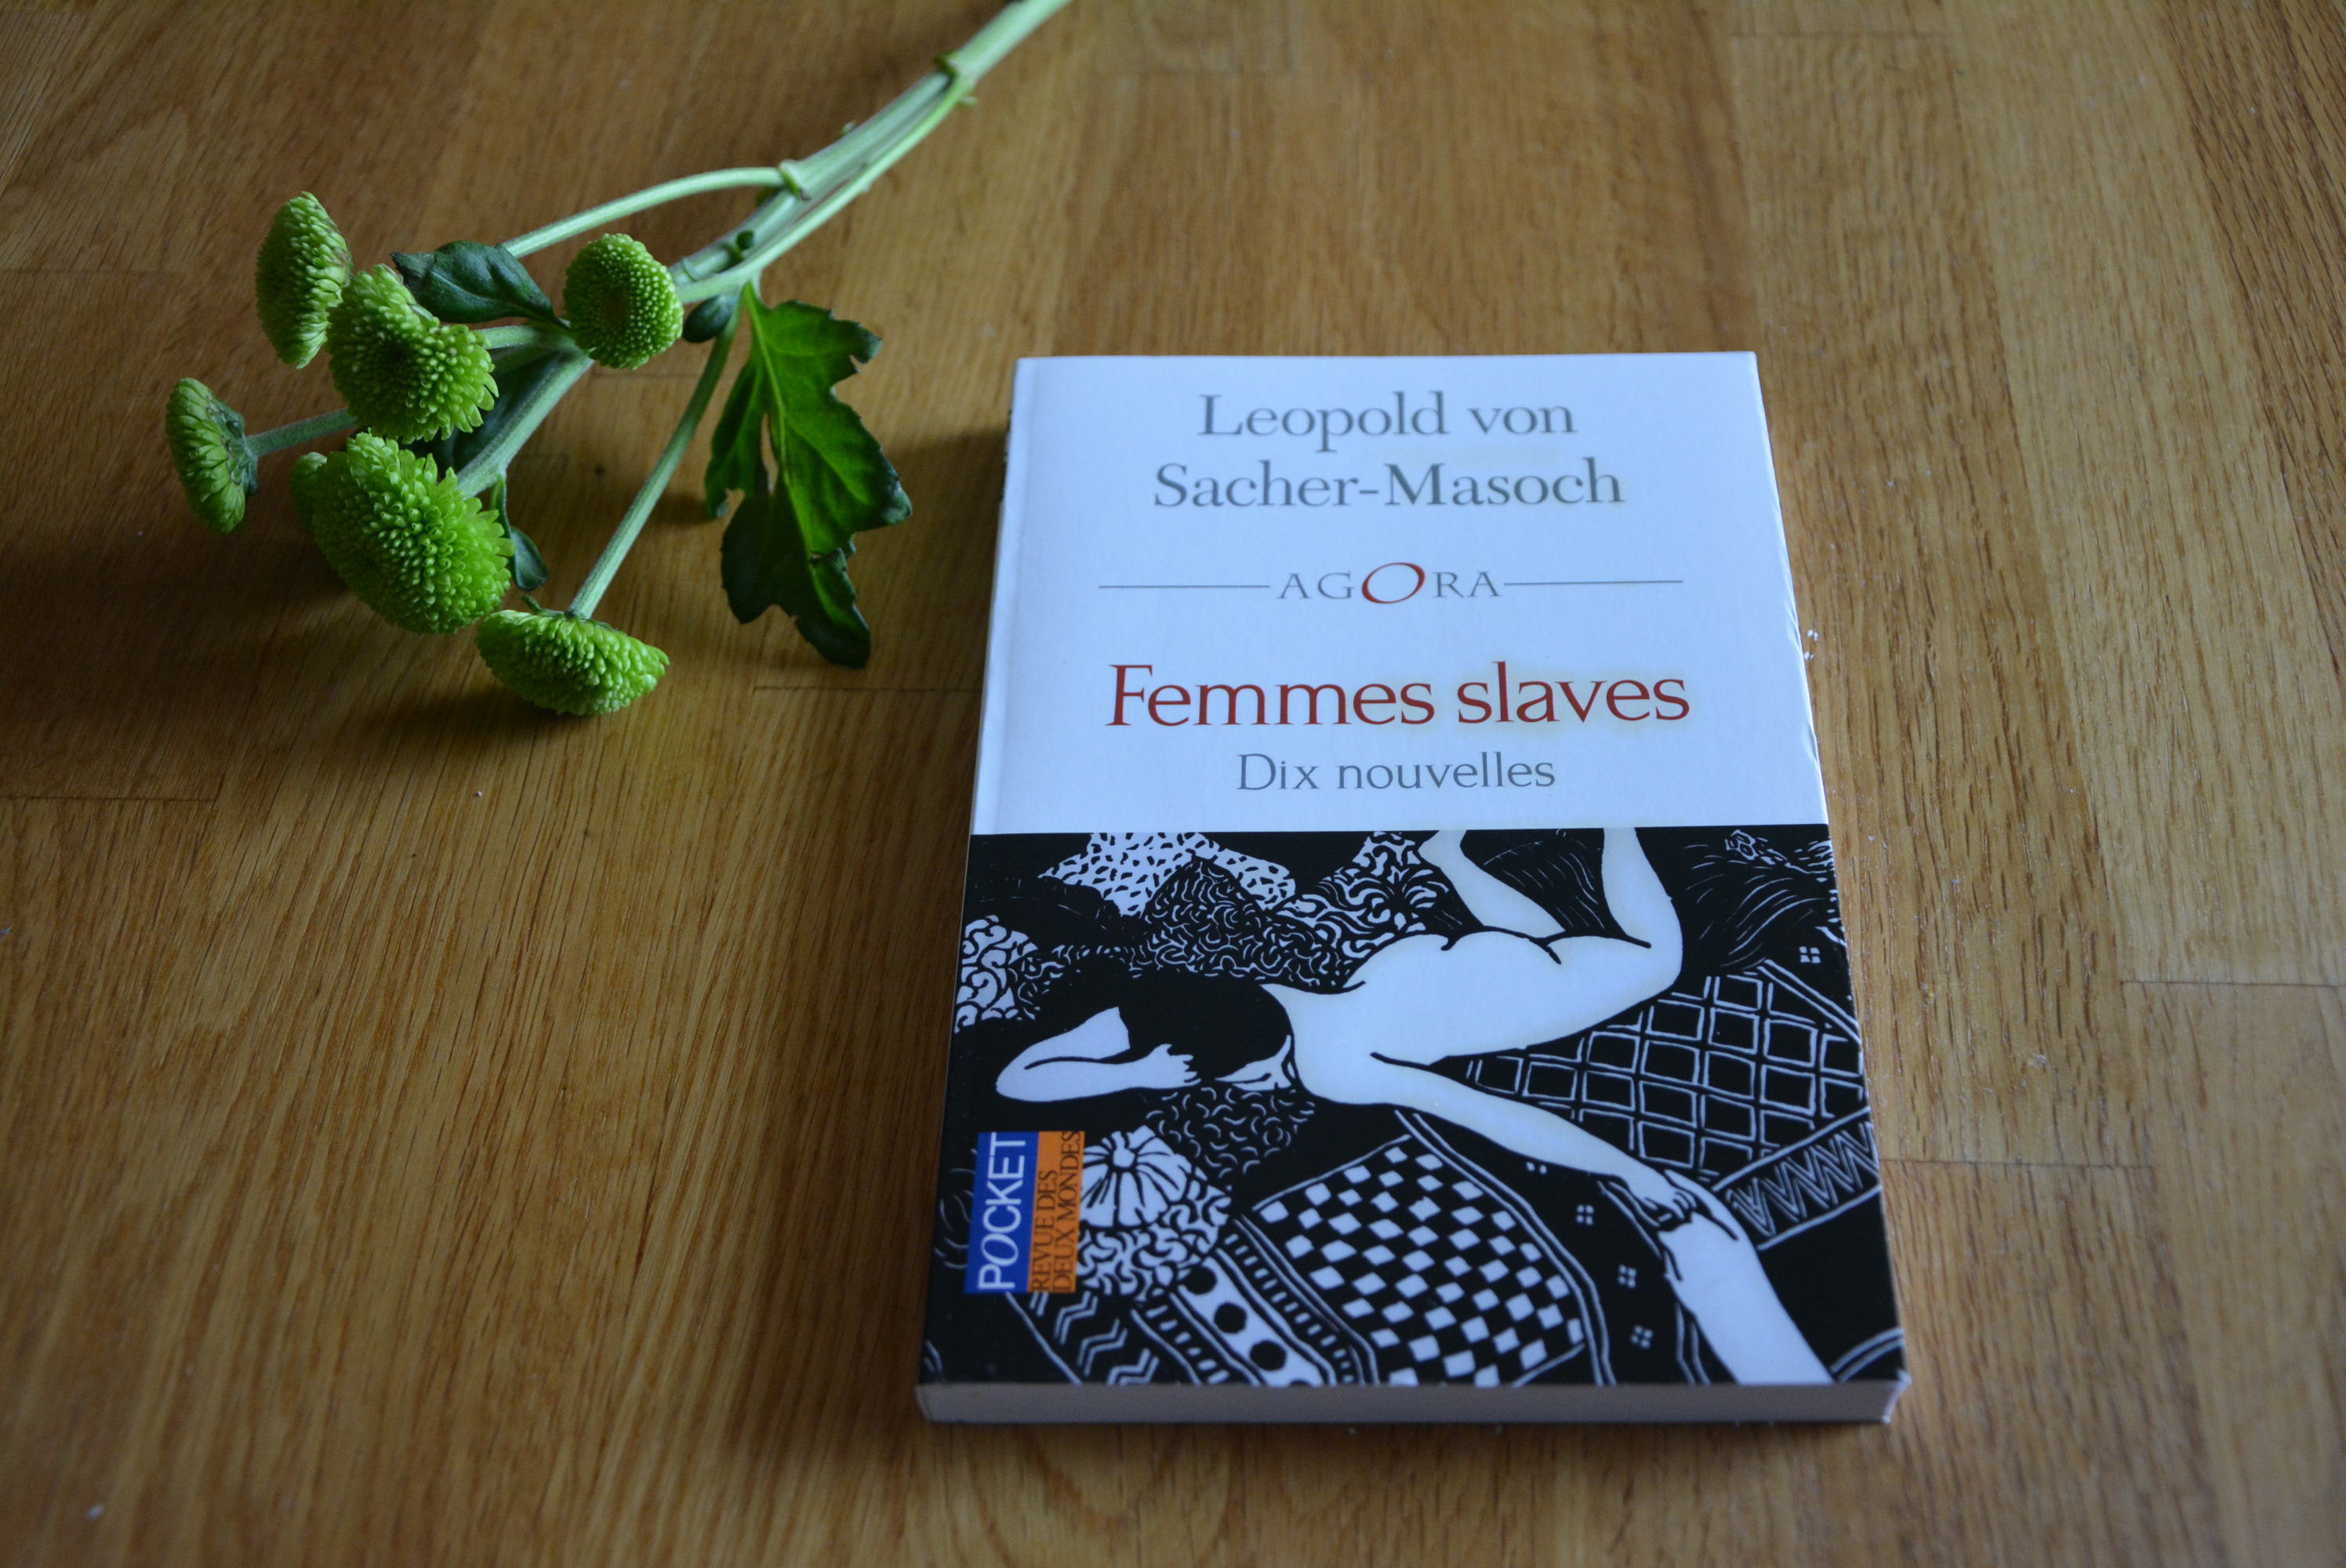 Leopold von
Sacher-Masoch
AGORA
Femmes slaves
Dix nouvelles
POCKET
REVUE DES
DEUX MONDES